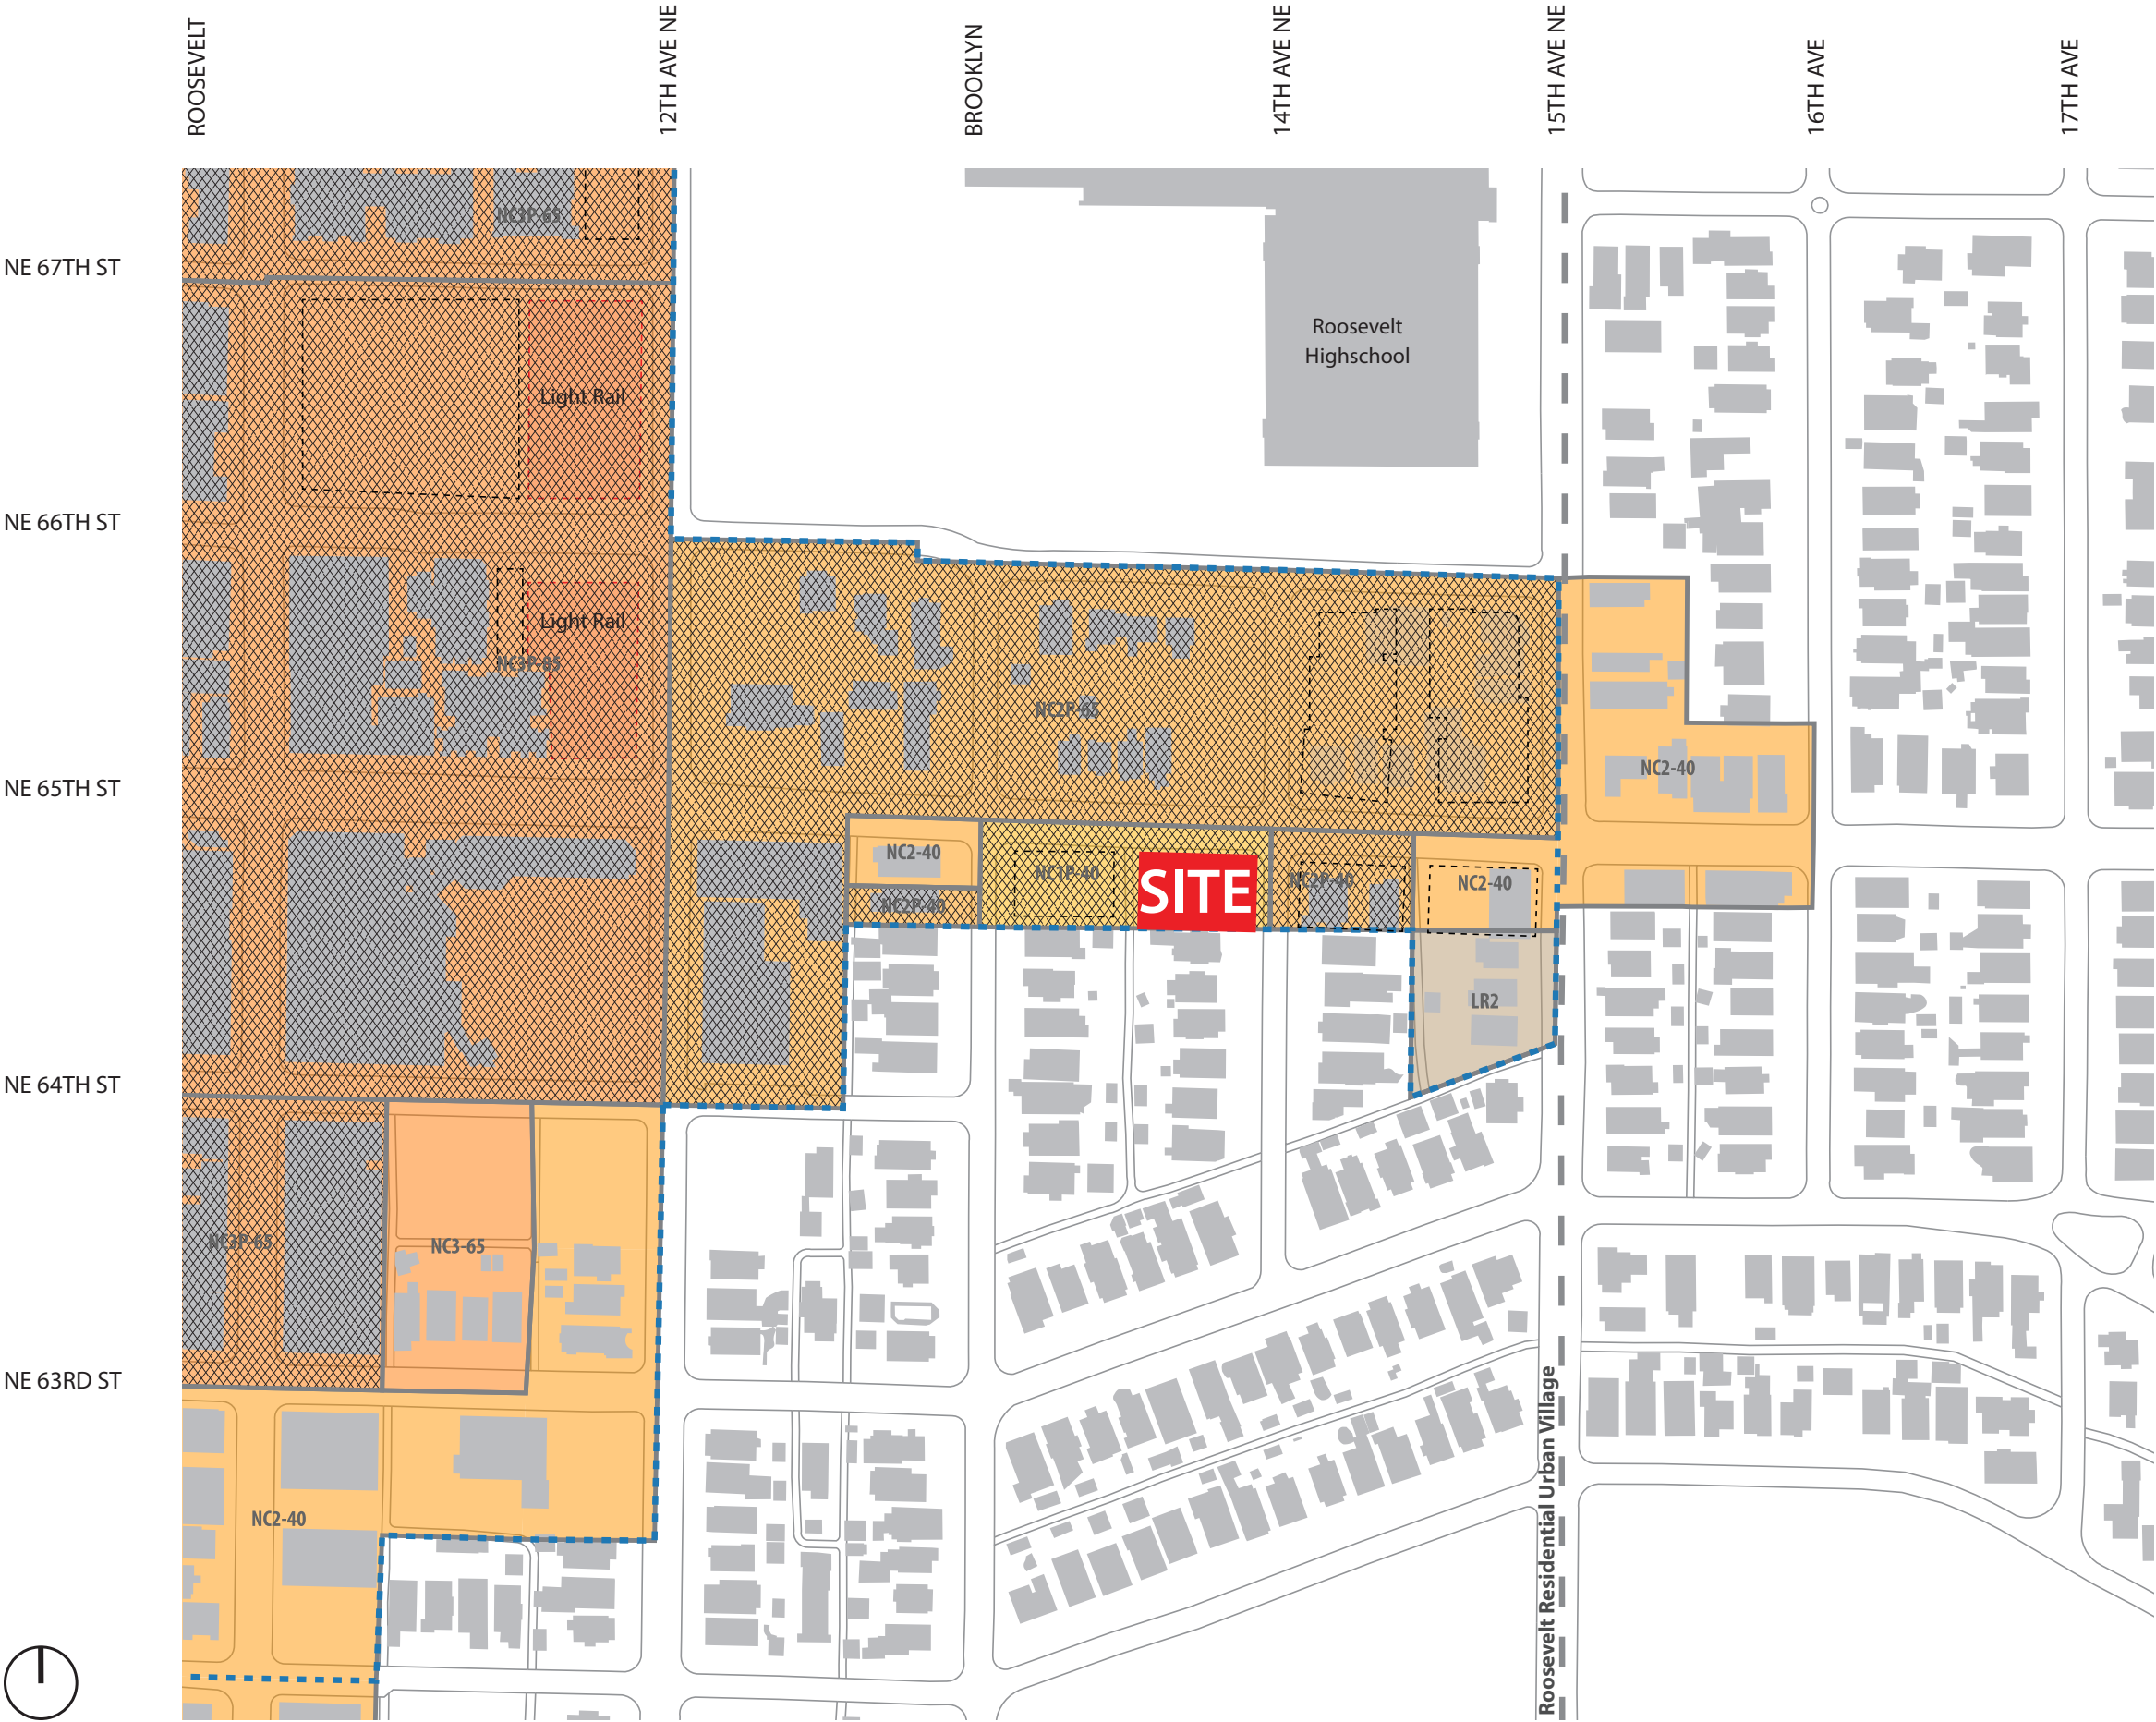 ROOSEVELT
12TH AVE NE
BROOKLYN
14TH AVE NE
15TH AVE NE
16TH AVE
17TH AVE
NE 67TH ST
NE 66TH ST
NE 65TH ST
NE 64TH ST
NE 63RD ST
NC3P-65
Roosevelt
Highschool
Light Rail
Light Rail
NC3P-65
NC2P-65
NC2-40
NC2-40
NC1P-40
SITE
NC2P-40
NC2-40
NC2P-40
LR2
NC3P-65
NC3-65
NC2-40
Roosevelt Residential Urban Village